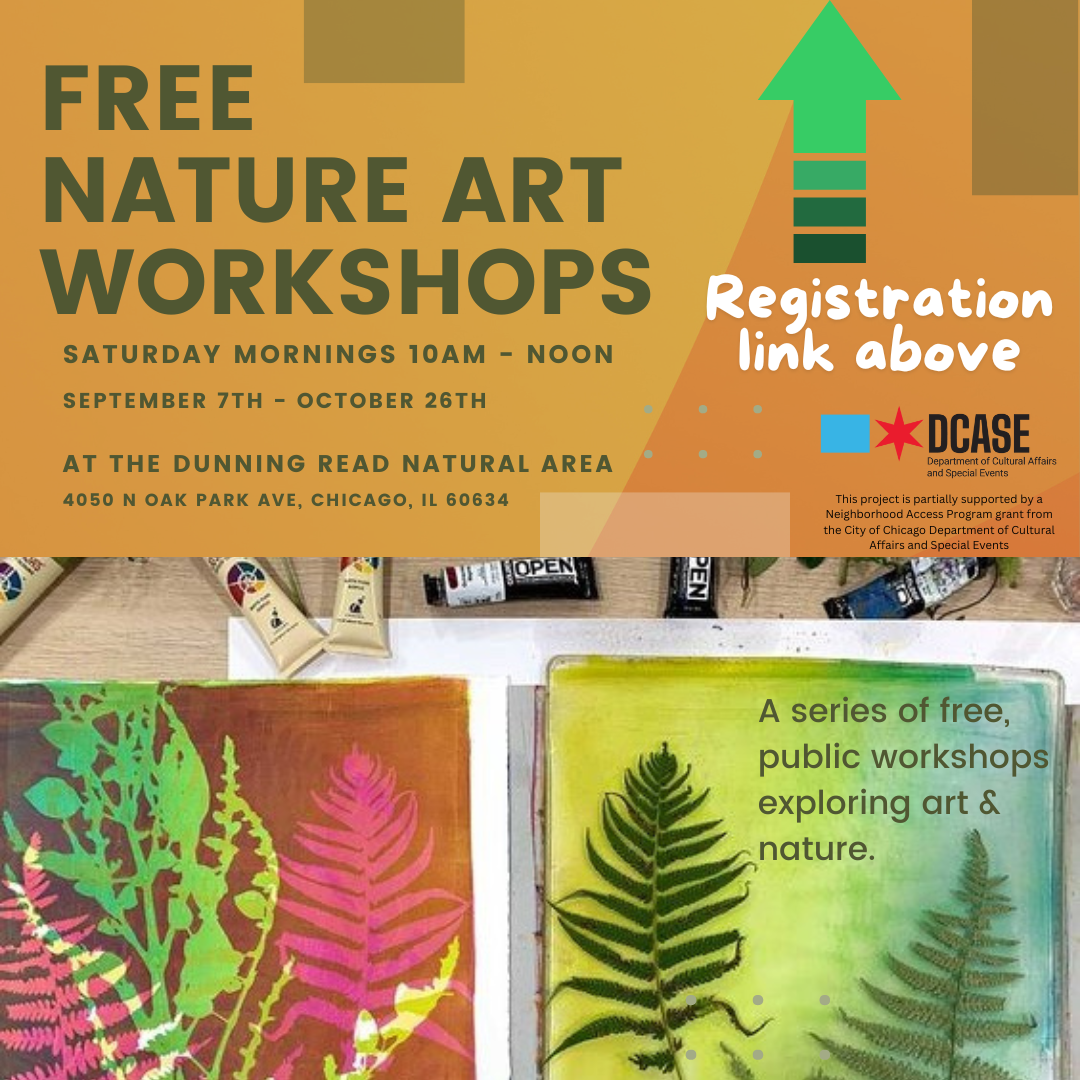 FREE
NATURE ART
WORKSHOPS
SATURDAY MORNINGS 10AM - NOON
SEPTEMBER 7TH - OCTOBER 26TH
AT THE DUNNING READ NATURAL AREA
4050 N OAK PARK AVE, CHICAGO, IL 60634
Registration
link above
DCASE
Department of Cultural Affairs
and Special Events
This project is partially supported by a
Neighborhood Access Program grant from
the City of Chicago Department of Cultural
Affairs and Special Events
OPEN
A series of free,
public workshops
exploring art &
nature.